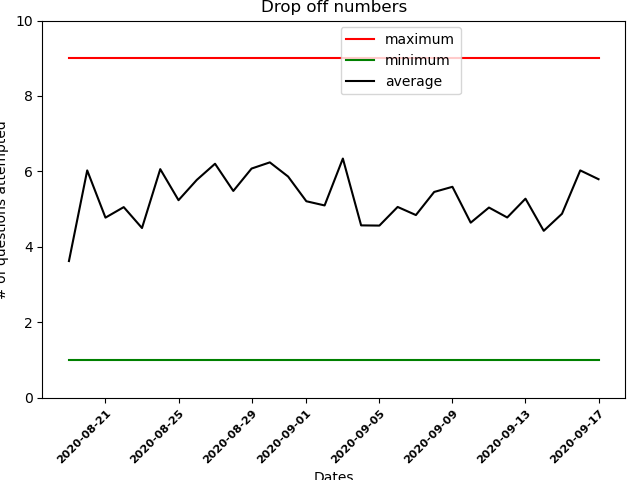 Drop off numbers
maximum
minimum
average
# of questions attempted
10
8
6
4
2
0
2020-08-21
2020-08-25
2020-08-29
2020-09-01
2020-09-05
2020-09-09
2020-09-13
2020-09-17
Dates